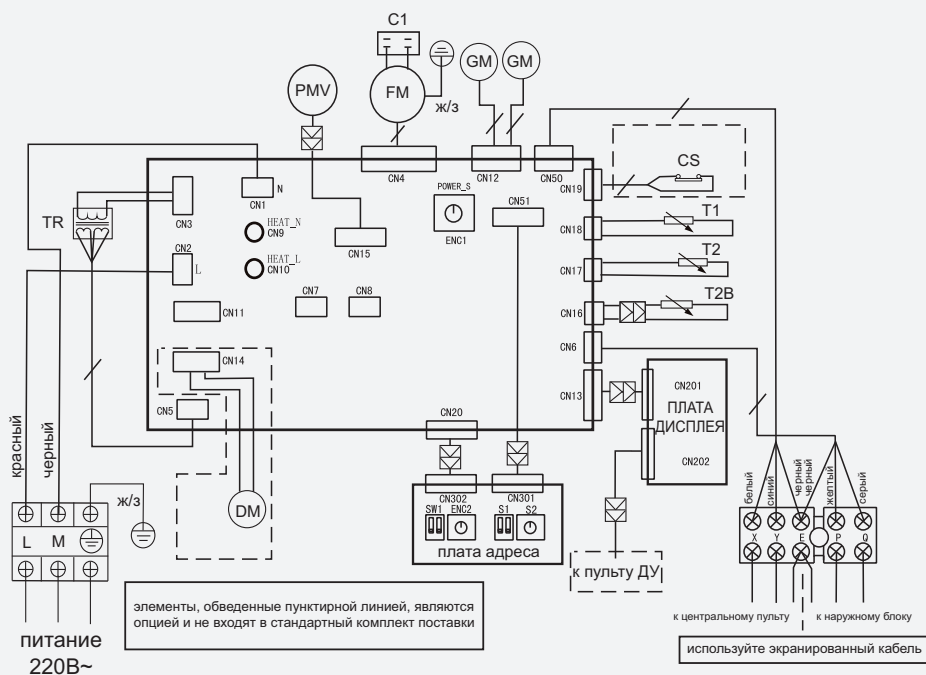 C1
GM
GM
PMV
FM
ж/з
CN4
CN12
CN50
CS
CN19
POWER_S
ENC1
CN51
N
CN1
CN3
TR
HEAT_N
CN9
CN15
CN2
L
HEAT_L
CN10
T1
CN18
T2
CN17
T2B
CN16
CN7
CN8
CN11
CN6
CN14
CN5
CN13
CN201
ПЛАТА
ДИСПЛЕЯ
CN202
CN20
красный
черный
ж/з
L
M
DM
CN302
CN301
SW1
ENC2
S1
S2
плата адреса
к пульту ДУ
белый
синий
черный
черный
желтый
серый
X
Y
E
P
Q
к центральному пульту
к наружному блоку
используйте экранированный кабель
элементы, обведенные пунктирной линией, являются
опцией и не входят в стандартный комплект поставки
питание
220В~